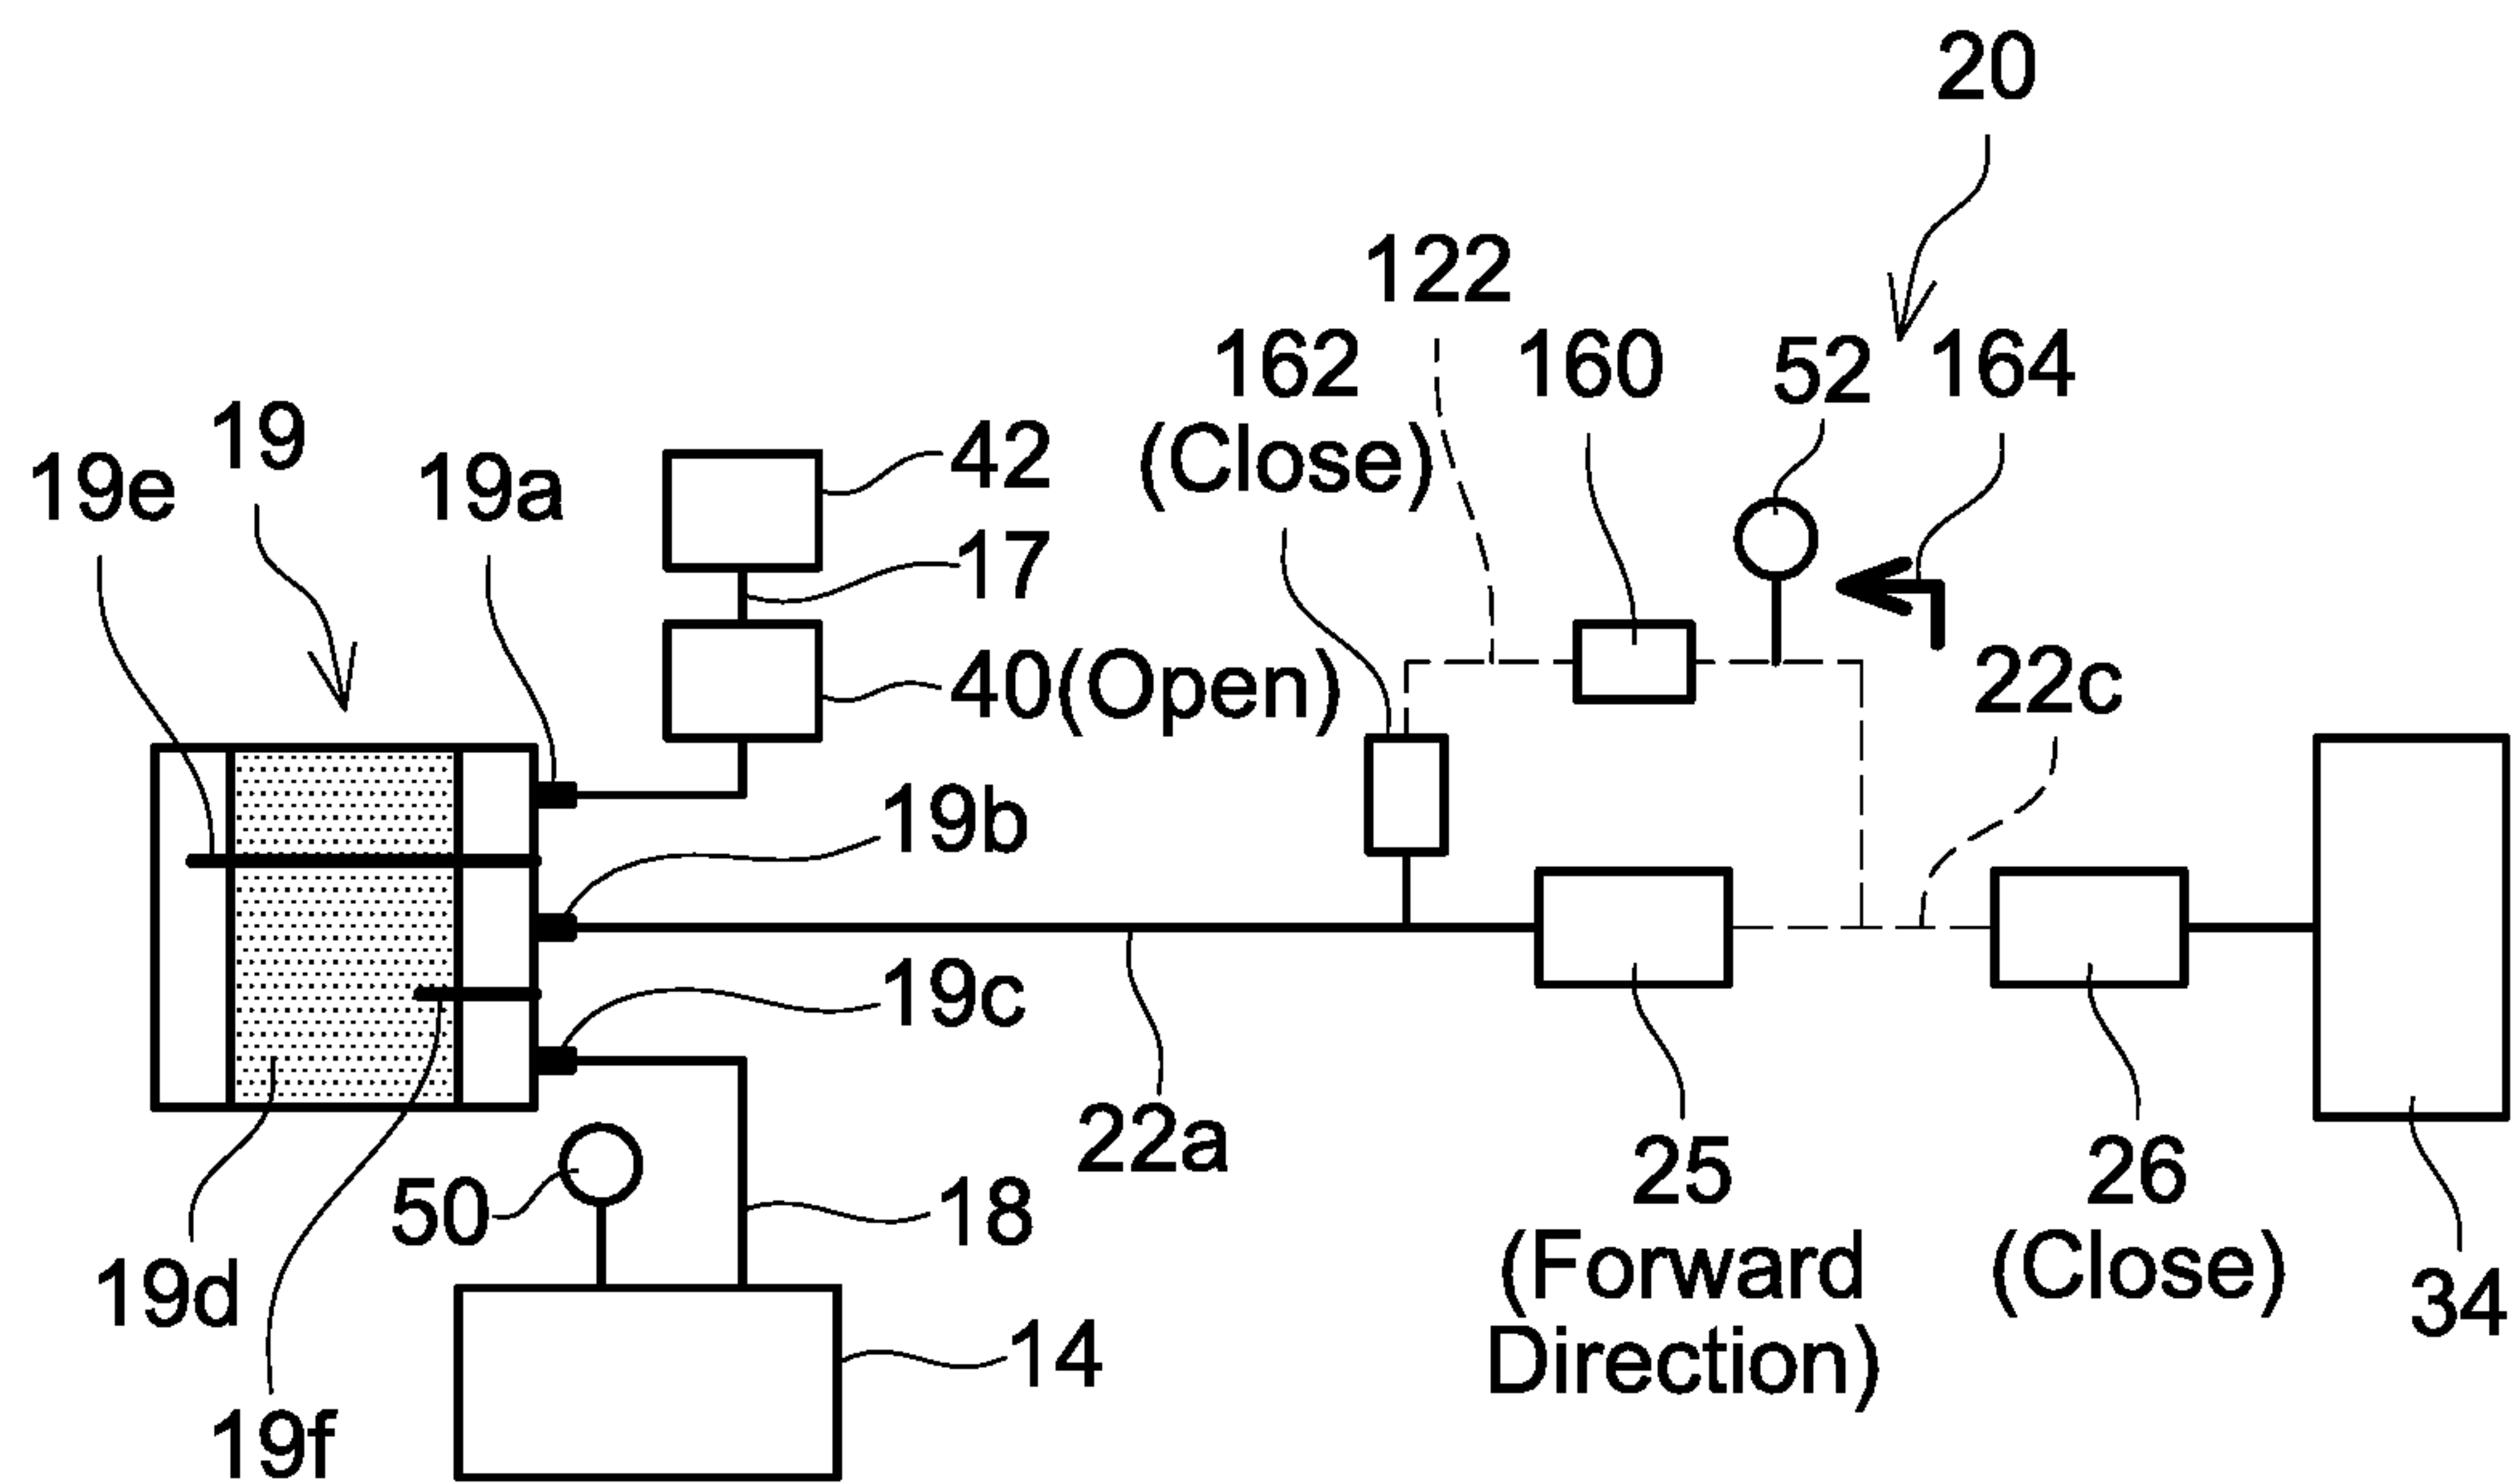 20
122
162
(Close)
160
52
164
19
19e
19a
42
17
40(Open)
22c
19b
19c
22a
25
(Forward
Direction)
26
(Close)
34
50
18
19d
14
19f